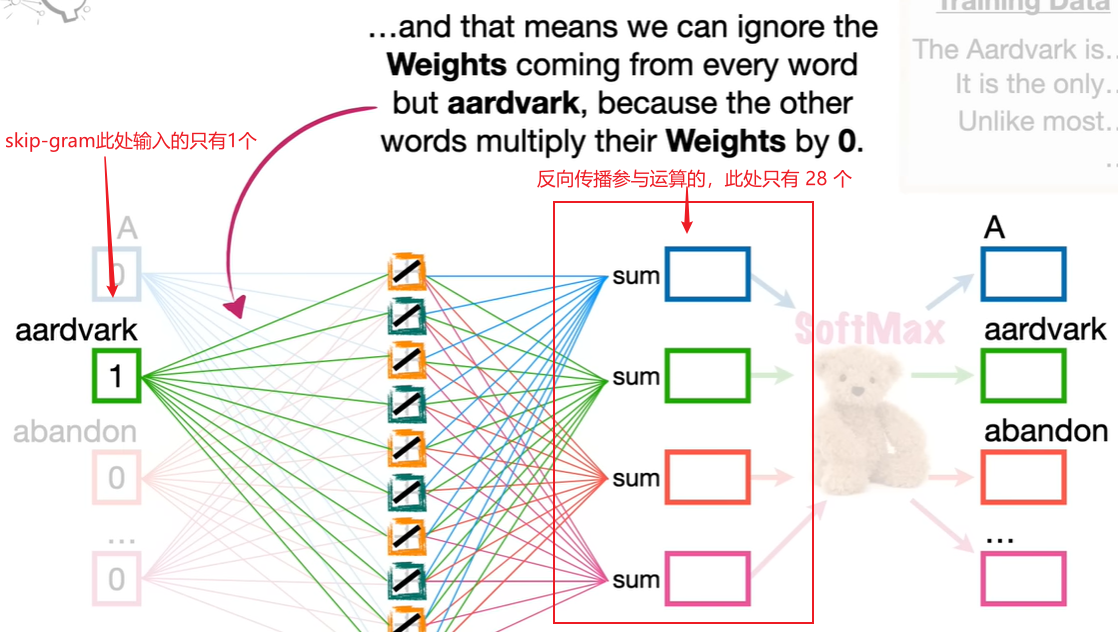 Training Data
…and that means we can ignore the
Weights coming from every word
but aardvark, because the other
words multiply their Weights by 0.
The Aardvark is…
It is the only…
Unlike most…
…
skip-gram此处输入的只有1个
反向传播参与运算的，此处只有 28 个
A
0
aardvark
1
abandon
0
…
0
sum
sum
sum
sum
SoftMax
A
aardvark
abandon
…